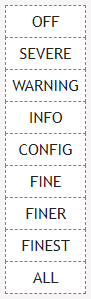 OFF
SEVERE
WARNING
INFO
CONFIG
FINE
FINER
FINEST
ALL